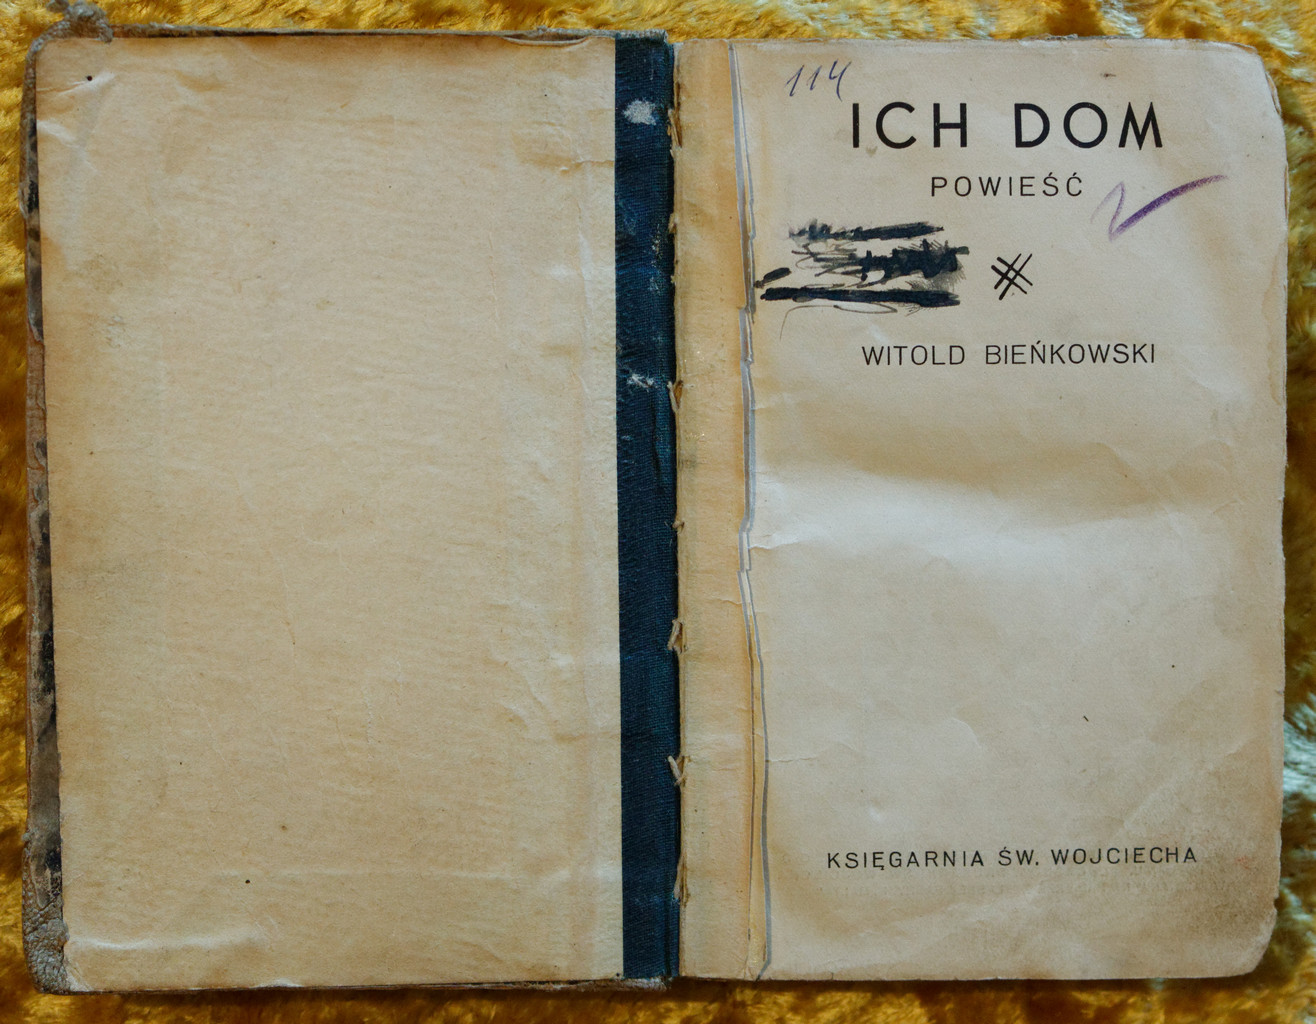 114
ICH DOM
POWIEŚĆ
WITOLD BIEŃKOWSKI
KSIĘGARNIA ŚW. WOJCIECHA